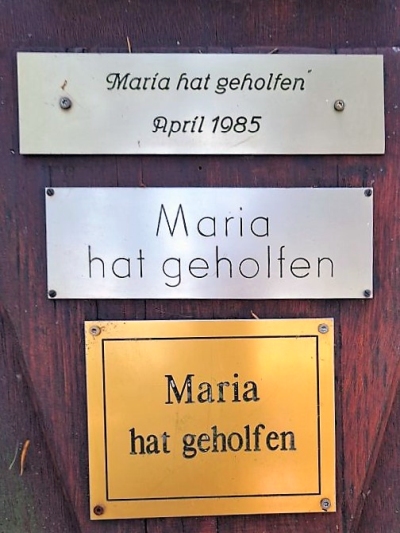 "Maria hat geholfen"
April 1985
Maria
hat geholfen
Maria
hat geholfen